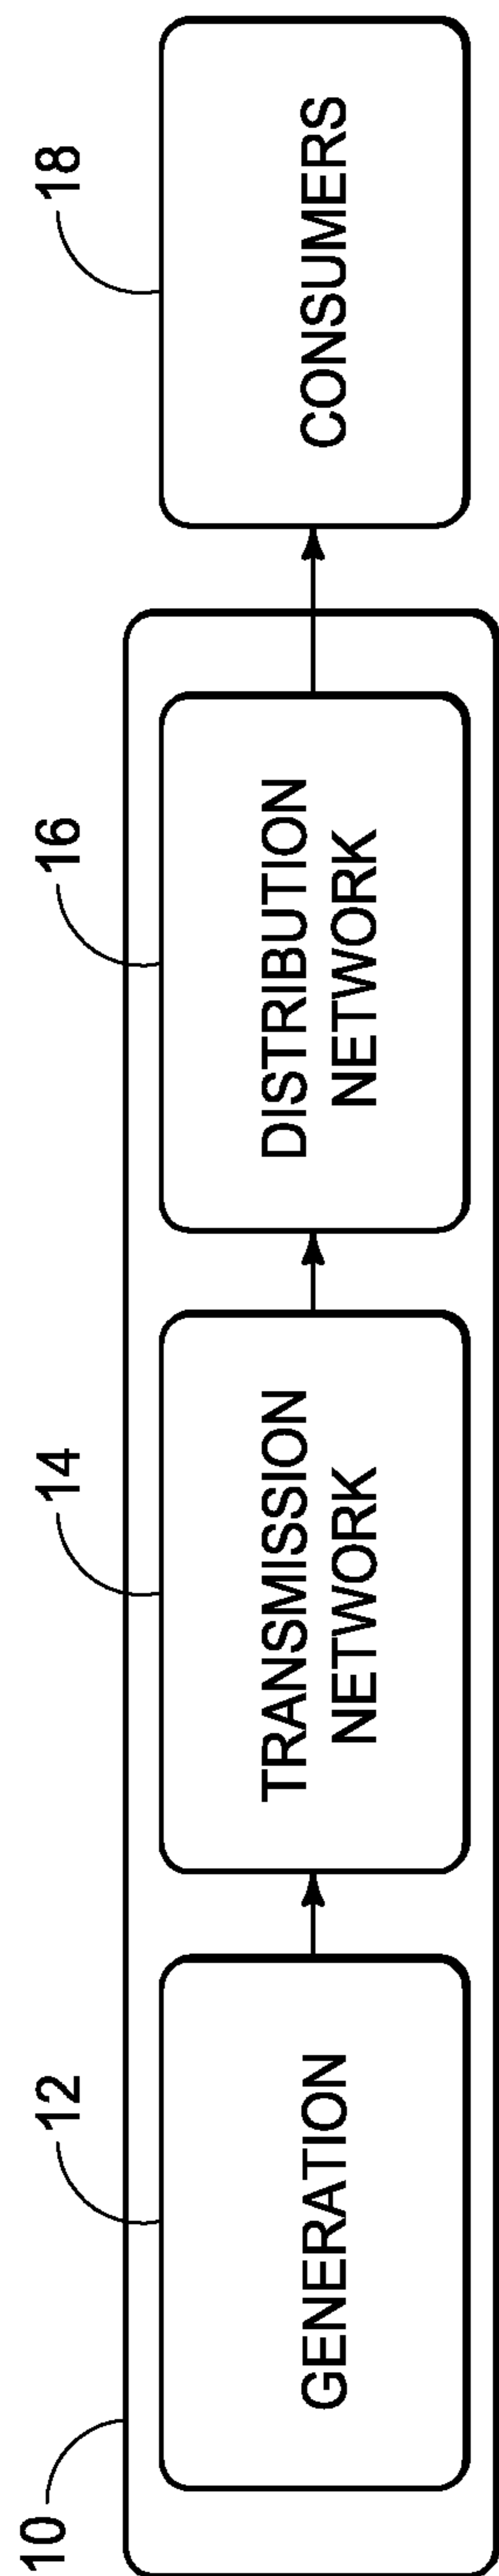 10
12
14
16
18
GENERATION
TRANSMISSION
NETWORK
DISTRIBUTION
NETWORK
CONSUMERS